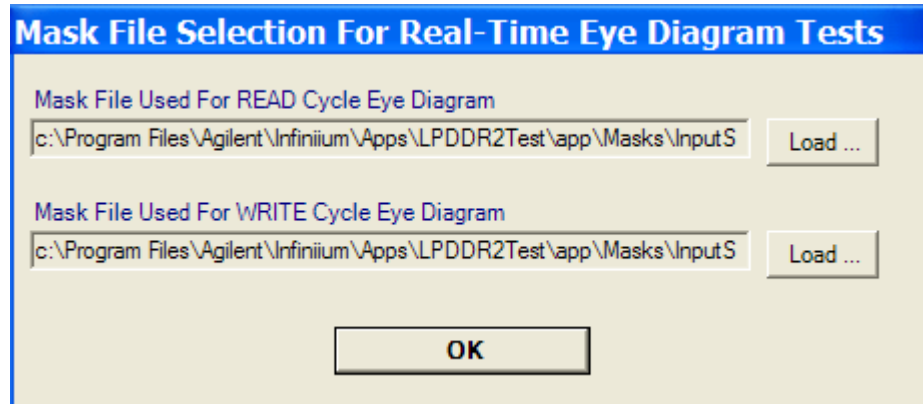 Mask File Selection For Real-Time Eye Diagram Tests
Mask File Used For READ Cycle Eye Diagram
c:\Program Files\Agilent\Infiniium\Apps\LPDDR2Test\app\Masks\InputS
Load ...
Mask File Used For WRITE Cycle Eye Diagram
c:\Program Files\Agilent\Infiniium\Apps\LPDDR2Test\app\Masks\InputS
Load ...
OK